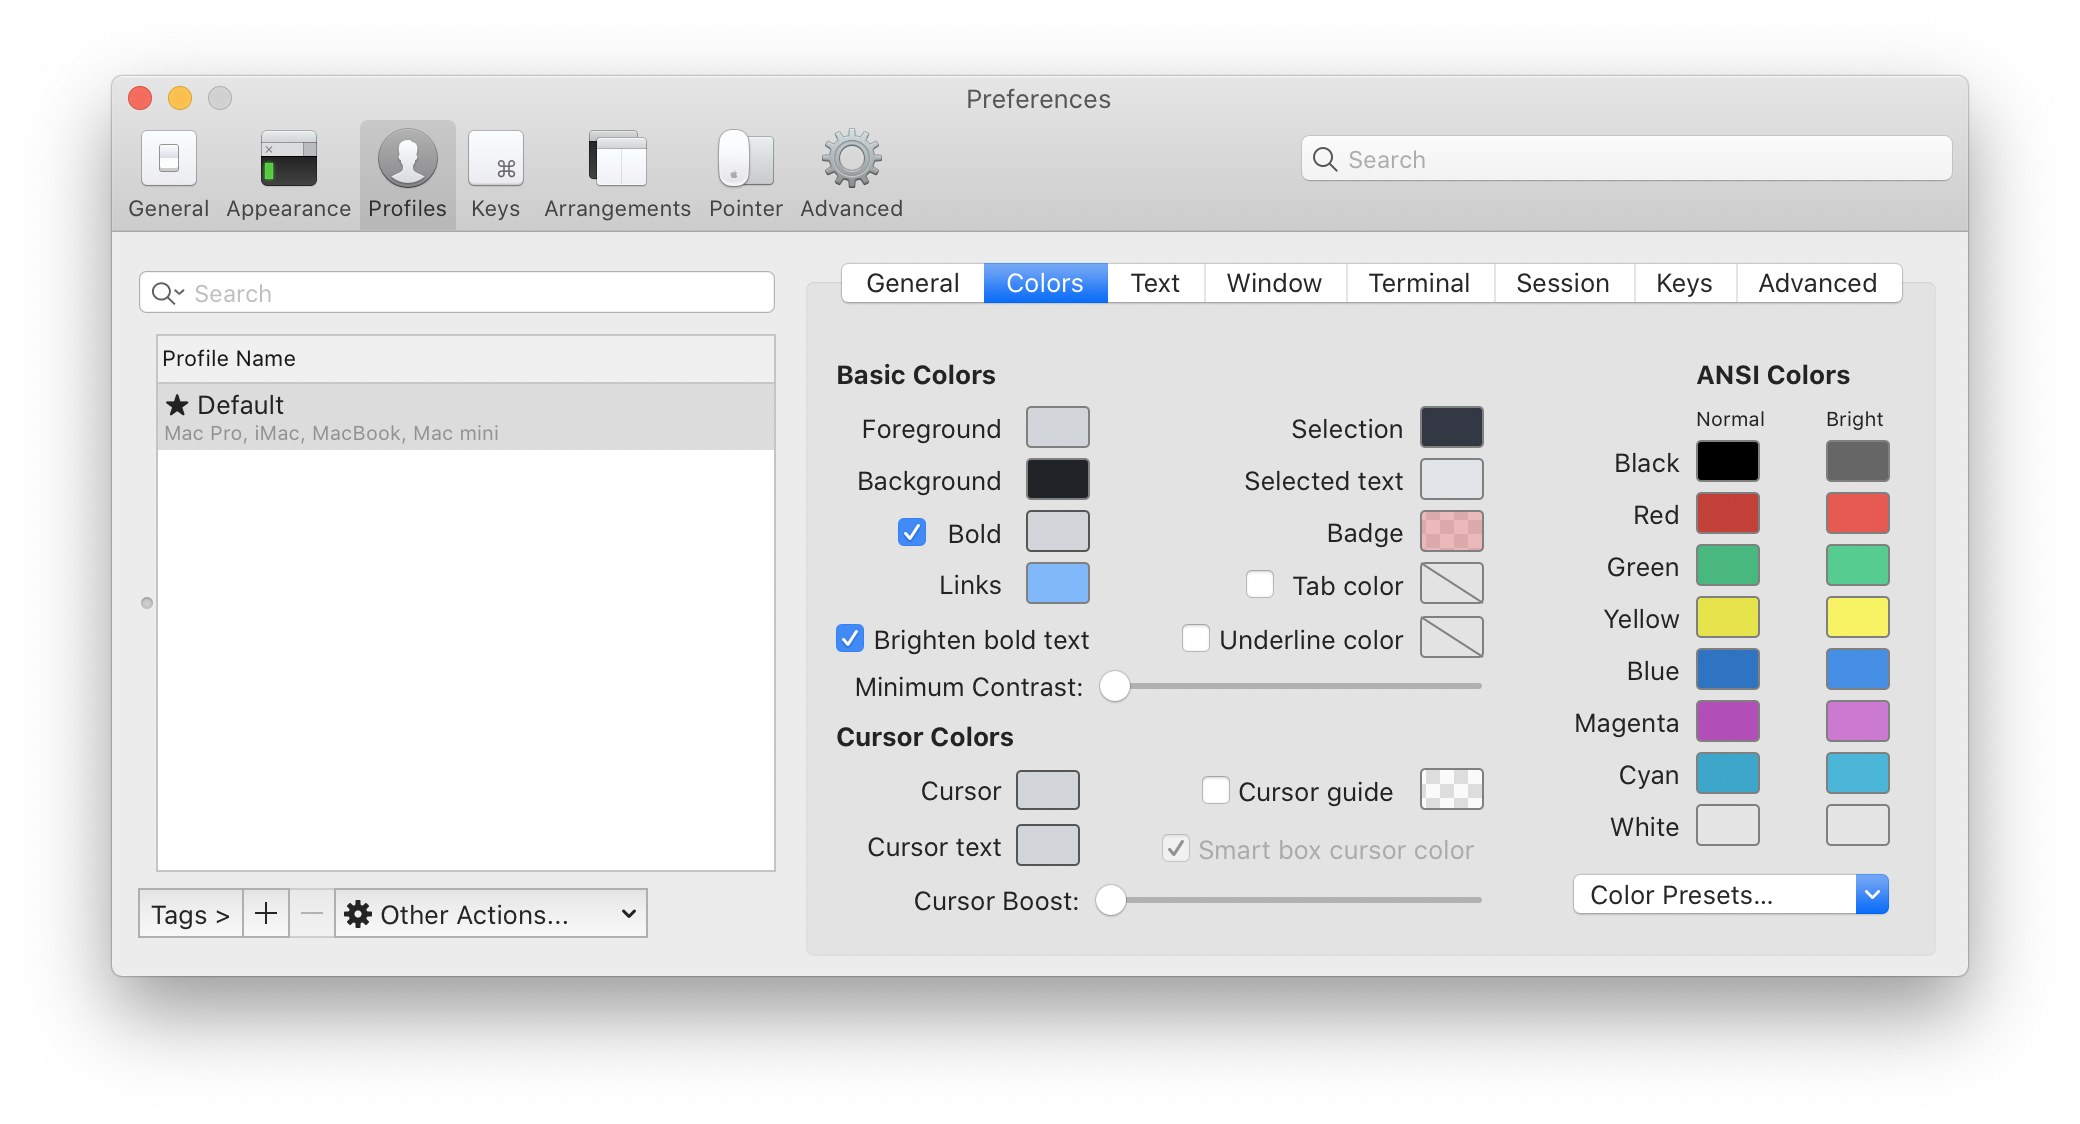 Preferences
General Appearance Profiles Keys Arrangements Pointer Advanced
Search
Search
Profile Name
★ Default
Mac Pro, iMac, MacBook, Mac mini
Tags > + — Other Actions...
General Colors Text Window Terminal Session Keys Advanced
Basic Colors
Foreground
Background
Bold
Links
Brighten bold text
Selection
Selected text
Badge
Tab color
Underline color
Minimum Contrast:
Cursor Colors
Cursor
Cursor text
Cursor guide
Smart box cursor color
Cursor Boost:
ANSI Colors
Normal Bright
Black
Red
Green
Yellow
Blue
Magenta
Cyan
White
Color Presets...